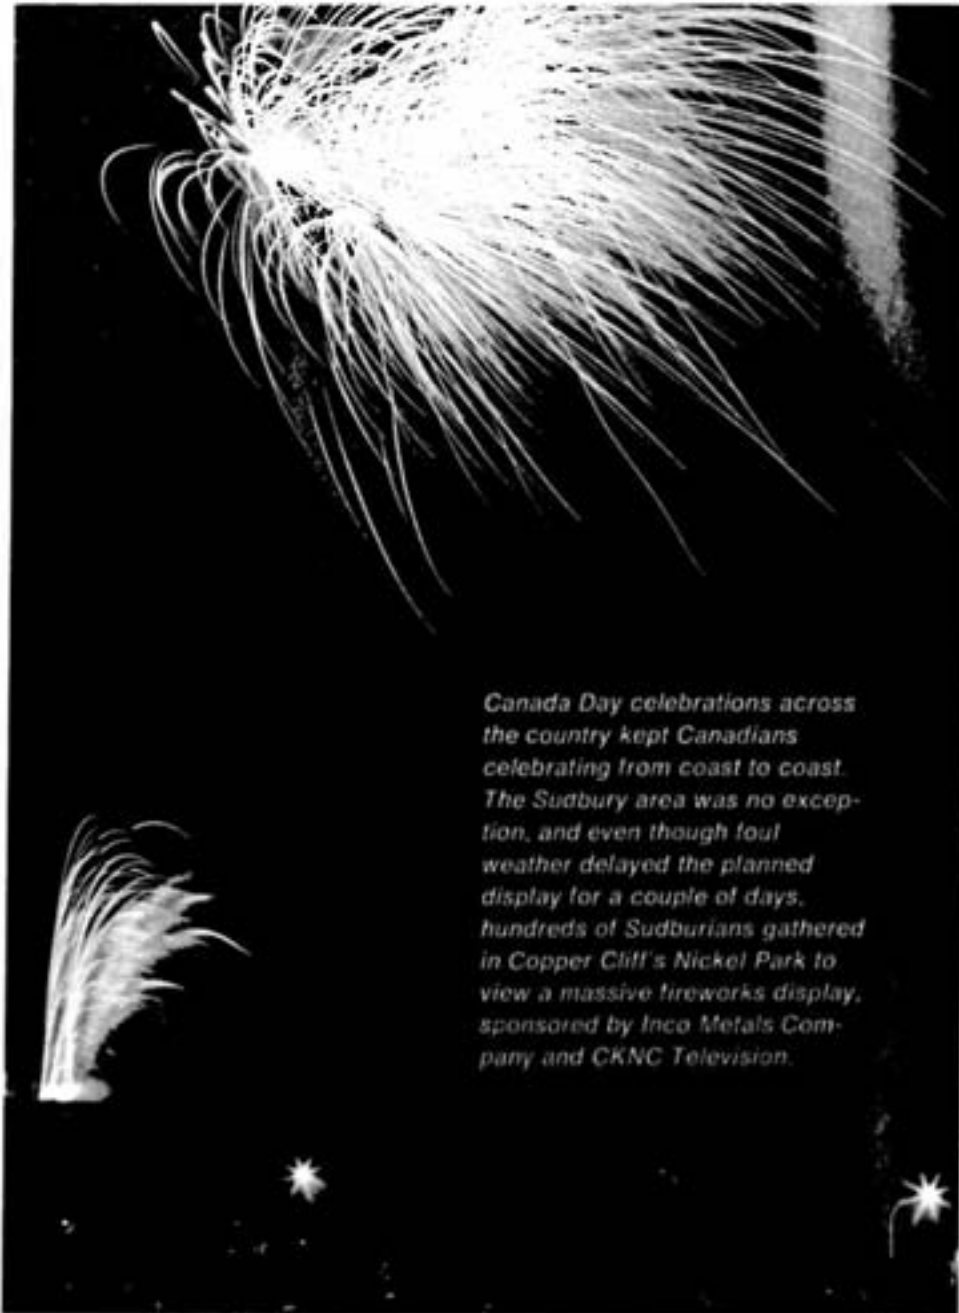 Canada Day celebrations across
the country kept Canadians
celebrating from coast to coast.
The Sudbury area was no excep-
tion, and even though foul
weather delayed the planned
display for a couple of days,
hundreds of Sudburians gathered
in Copper Cliff's Nickel Park to
view a massive fireworks display,
sponsored by Inco Metals Com-
pany and CKNC Television.